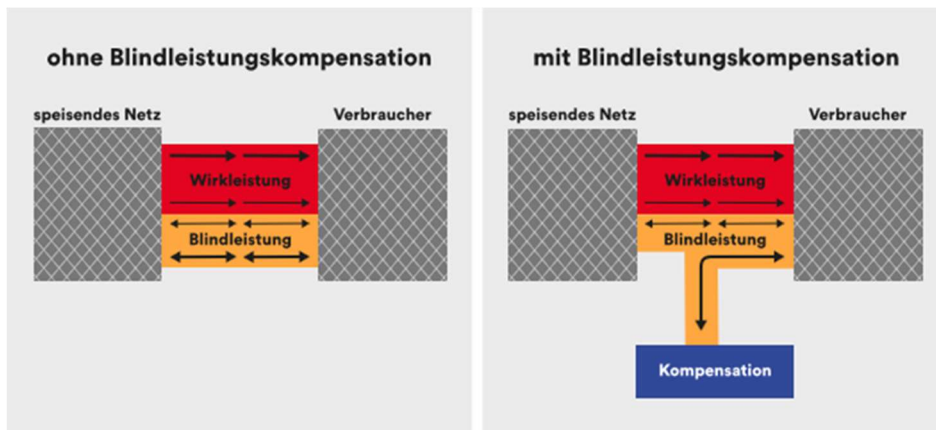 ohne Blindleistungskompensation
speisendes Netz
Verbraucher
Wirkleistung
Blindleistung
mit Blindleistungskompensation
speisendes Netz
Verbraucher
Wirkleistung
Blindleistung
Kompensation